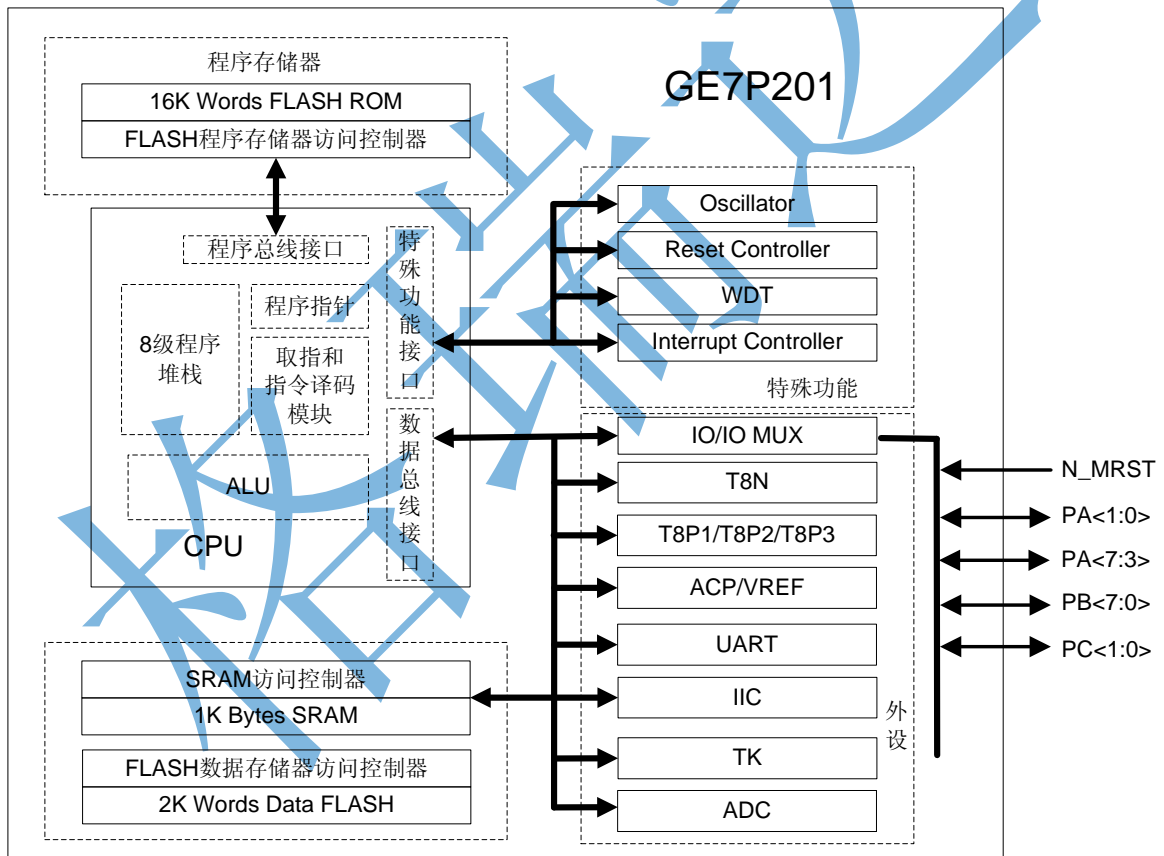 程序存储器
16K Words FLASH ROM
FLASH程序存储器访问控制器
GE7P201
程序总线接口
程序指针
8级程序
堆栈
取指和
指令译码
模块
ALU
CPU
特殊功能接口
数据总线接口
Oscillator
Reset Controller
WDT
Interrupt Controller
特殊功能
IO/IO MUX
T8N
T8P1/T8P2/T8P3
ACP/VREF
UART
IIC
TK
ADC
外设
SRAM访问控制器
1K Bytes SRAM
FLASH数据存储器访问控制器
2K Words Data FLASH
N_MRST
PA<1:0>
PA<7:3>
PB<7:0>
PC<1:0>